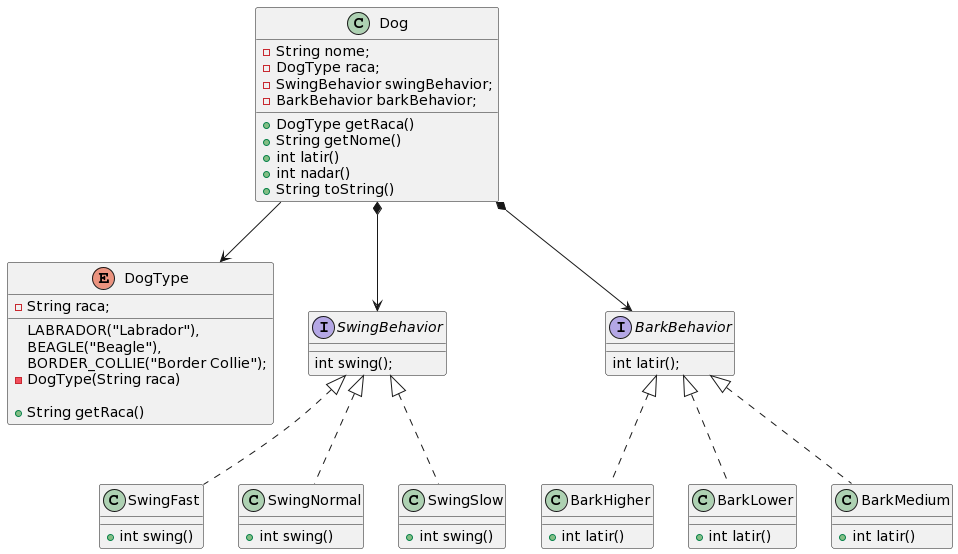 C Dog
String nome;
DogType raca;
SwingBehavior swingBehavior;
BarkBehavior barkBehavior;
DogType getRaca()
String getNome()
int latir()
int nadar()
String toString()
E DogType
String raca;
LABRADOR("Labrador"),
BEAGLE("Beagle"),
BORDER_COLLIE("Border Collie");
DogType(String raca)
String getRaca()
I SwingBehavior
int swing();
I BarkBehavior
int latir();
C SwingFast
int swing()
C SwingNormal
int swing()
C SwingSlow
int swing()
C BarkHigher
int latir()
C BarkLower
int latir()
C BarkMedium
int latir()